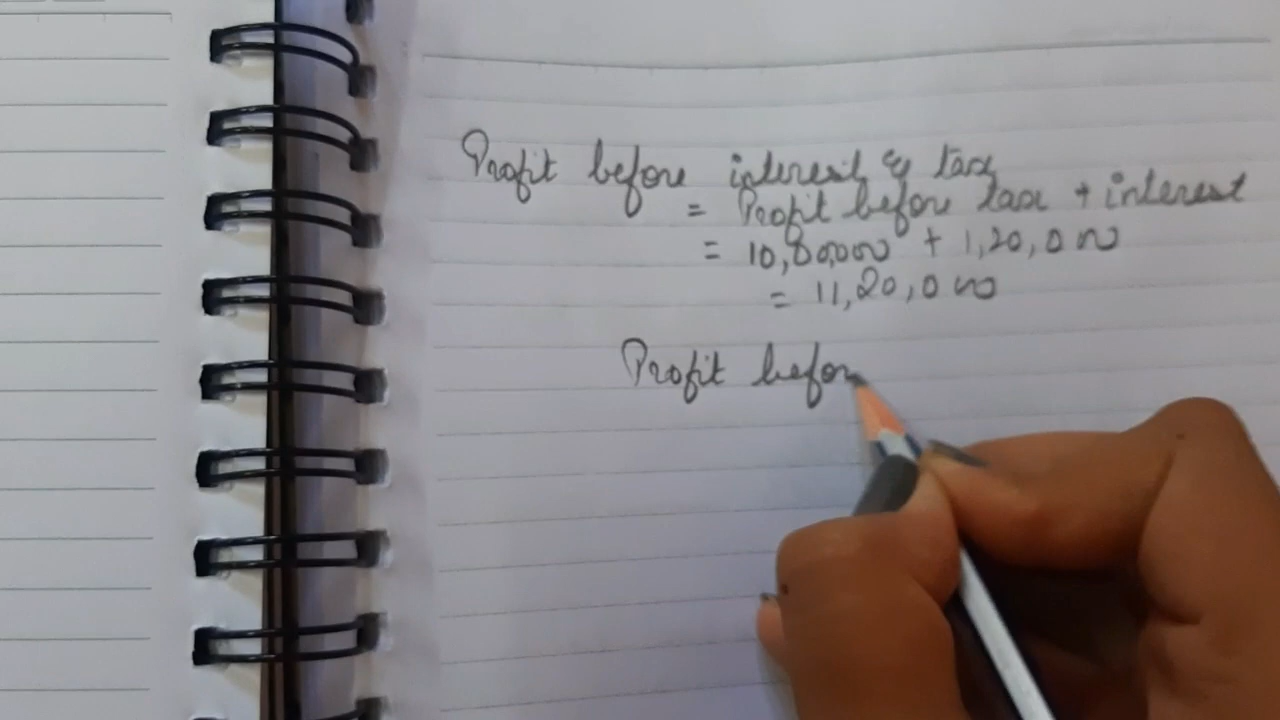 Profit before interest & tax
= Profit before tax + interest
= 10,80,000 + 1,20,000
= 11,20,000
Profit befor